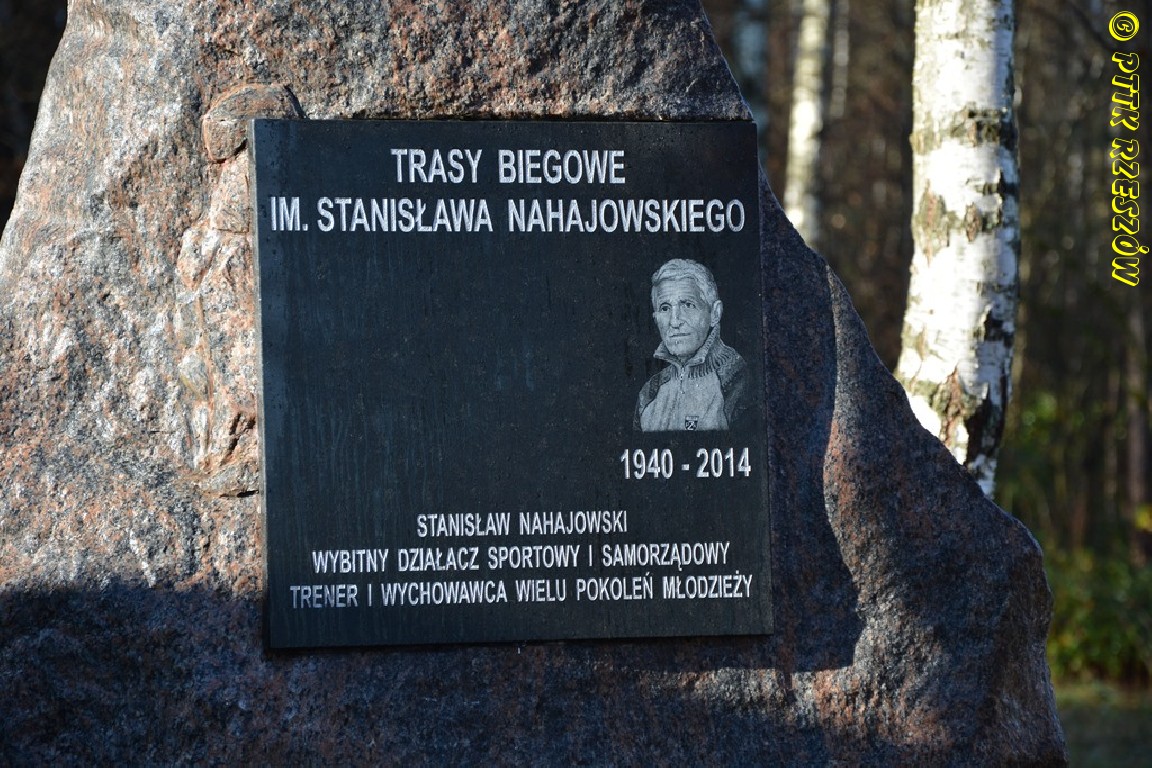 TRASY BIEGOWE
IM. STANISŁAWA NAHAJOWSKIEGO
1940 - 2014
STANISŁAW NAHAJOWSKI
WYBITNY DZIAŁACZ SPORTOWY I SAMORZĄDOWY
TRENER I WYCHOWAWCA WIELU POKOLEŃ MŁODZIEŻY
© PTTK RZESZÓW